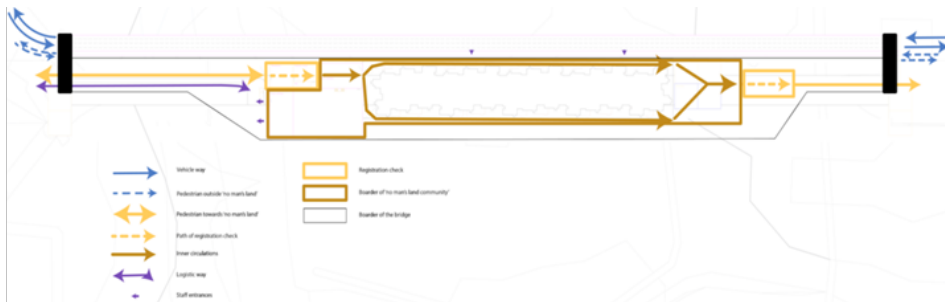 Vehicle way
Pedestrian outside 'no man's land'
Pedestrian towards 'no man's land'
Path of registration check
Inner circulations
Logistic way
Staff entrances
Registration check
Boarder of 'no man's land community'
Boarder of the bridge